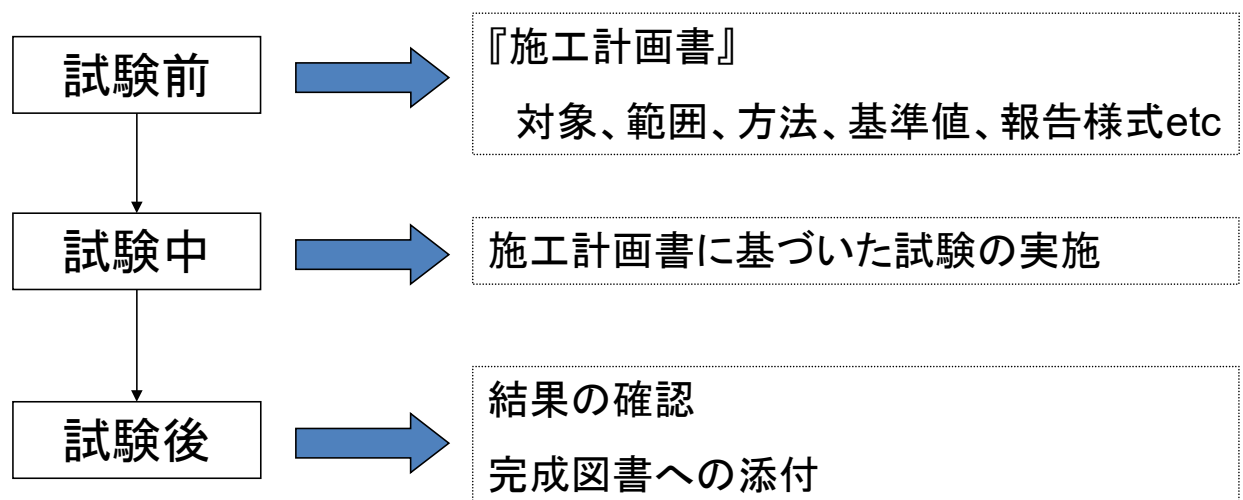 試験前
『施工計画書』
対象、範囲、方法、基準値、報告様式etc
試験中
施工計画書に基づいた試験の実施
試験後
結果の確認
完成図書への添付